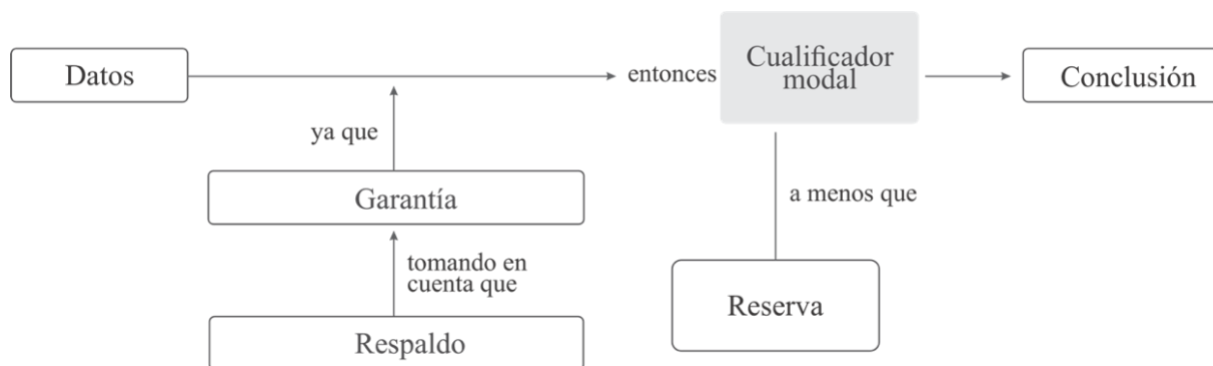 Datos
entonces
Cualificador
modal
Conclusión
ya que
Garantía
a menos que
tomando en
cuenta que
Reserva
Respaldo